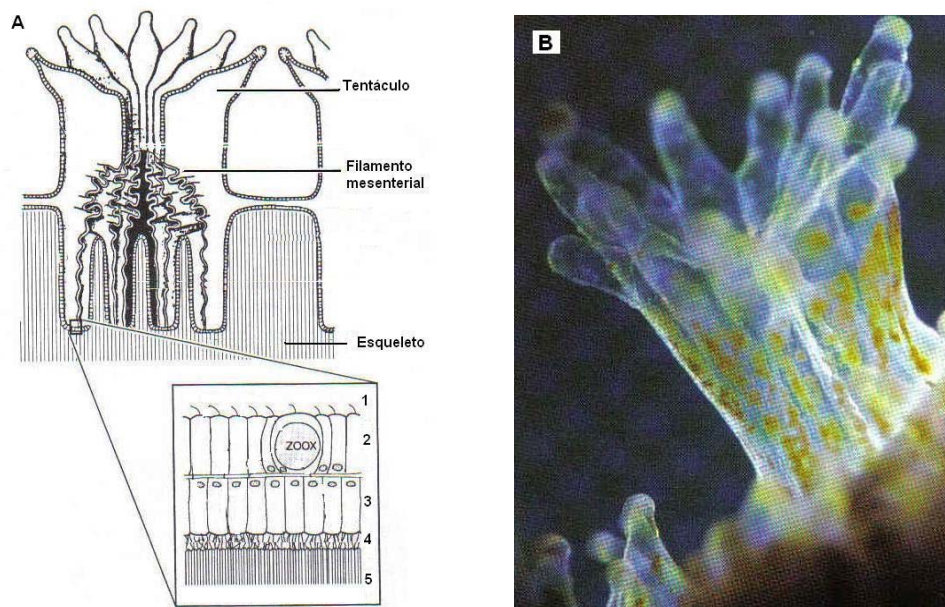 A
Tentáculo
Filamento
mesenterial
Esqueleto
1
2
ZOOX
3
4
5
B